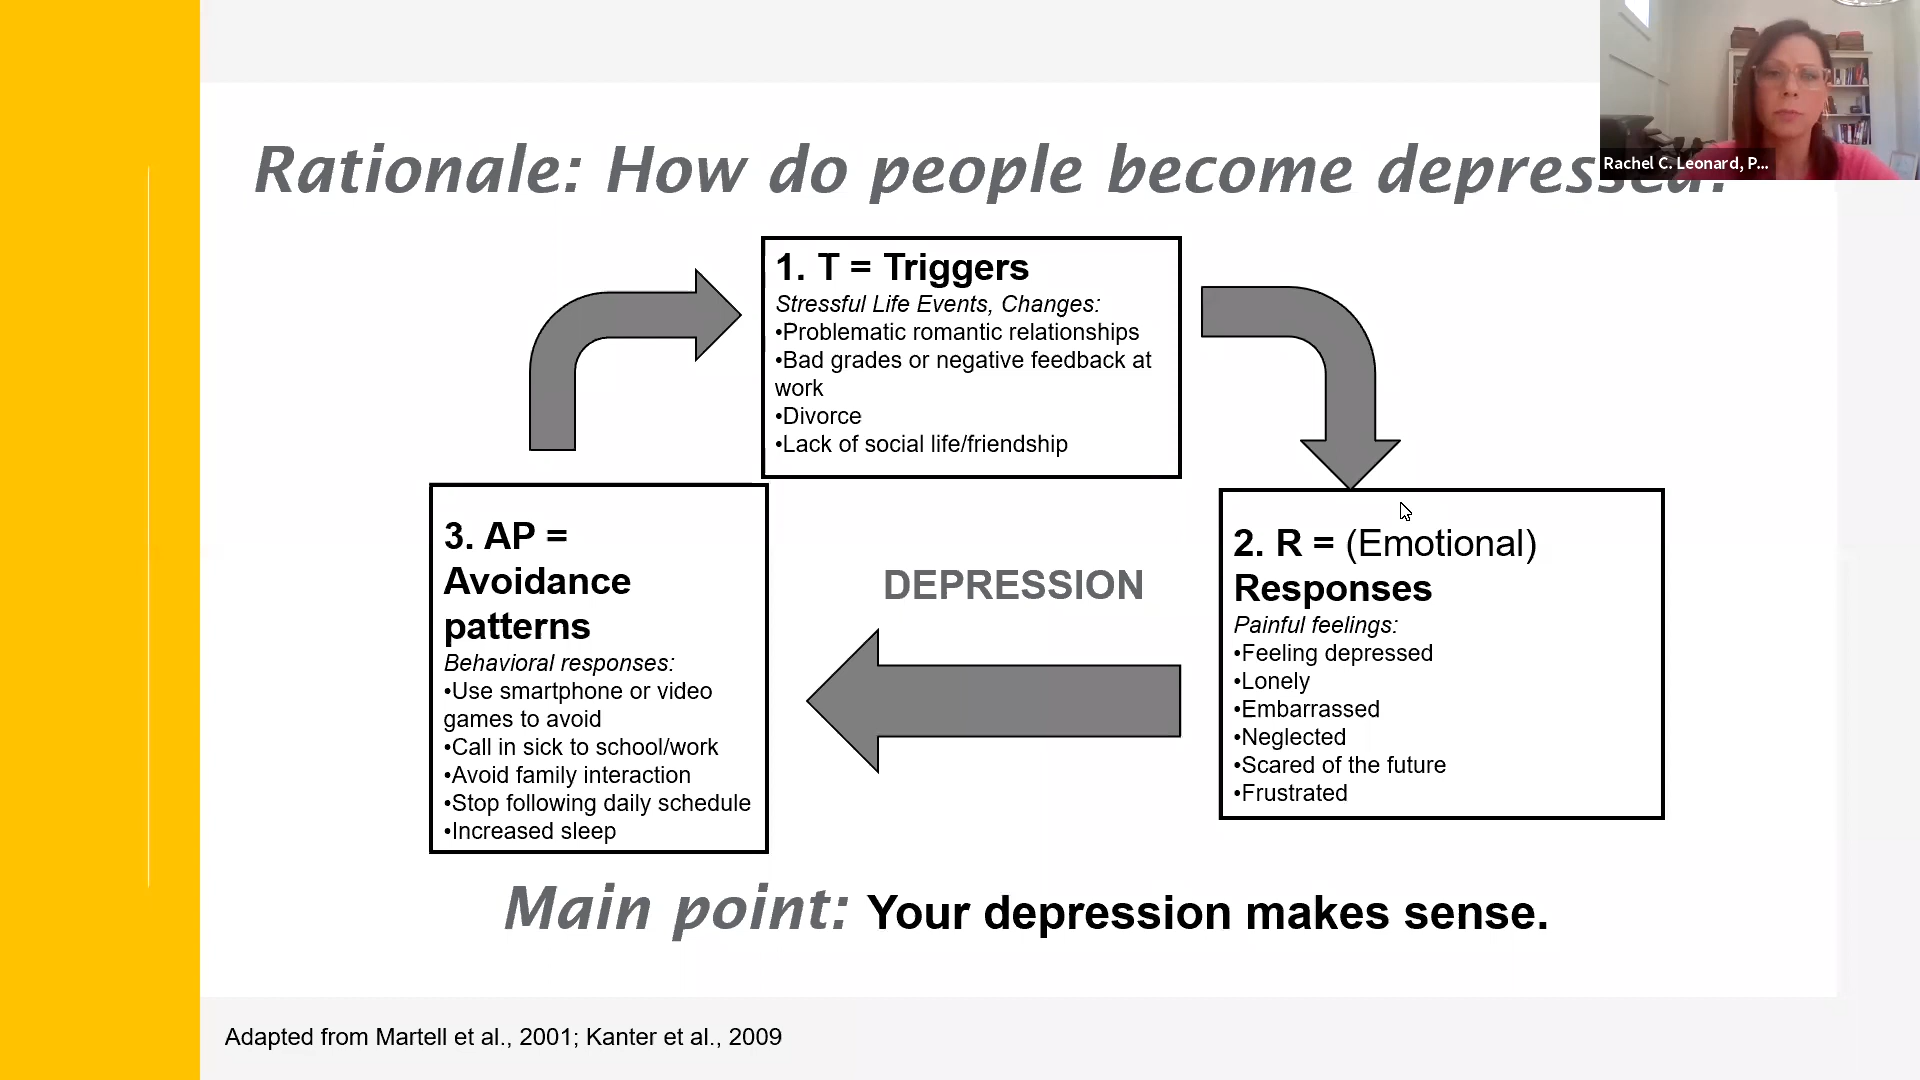 Rationale: How do people become depressed?
Rachel C. Leonard, P...
1. T = Triggers
Stressful Life Events, Changes:
•Problematic romantic relationships
•Bad grades or negative feedback at
work
•Divorce
•Lack of social life/friendship
2. R = (Emotional)
Responses
Painful feelings:
•Feeling depressed
•Lonely
•Embarrassed
•Neglected
•Scared of the future
•Frustrated
3. AP =
Avoidance
patterns
Behavioral responses:
•Use smartphone or video
games to avoid
•Call in sick to school/work
•Avoid family interaction
•Stop following daily schedule
•Increased sleep
DEPRESSION
Main point: Your depression makes sense.
Adapted from Martell et al., 2001; Kanter et al., 2009